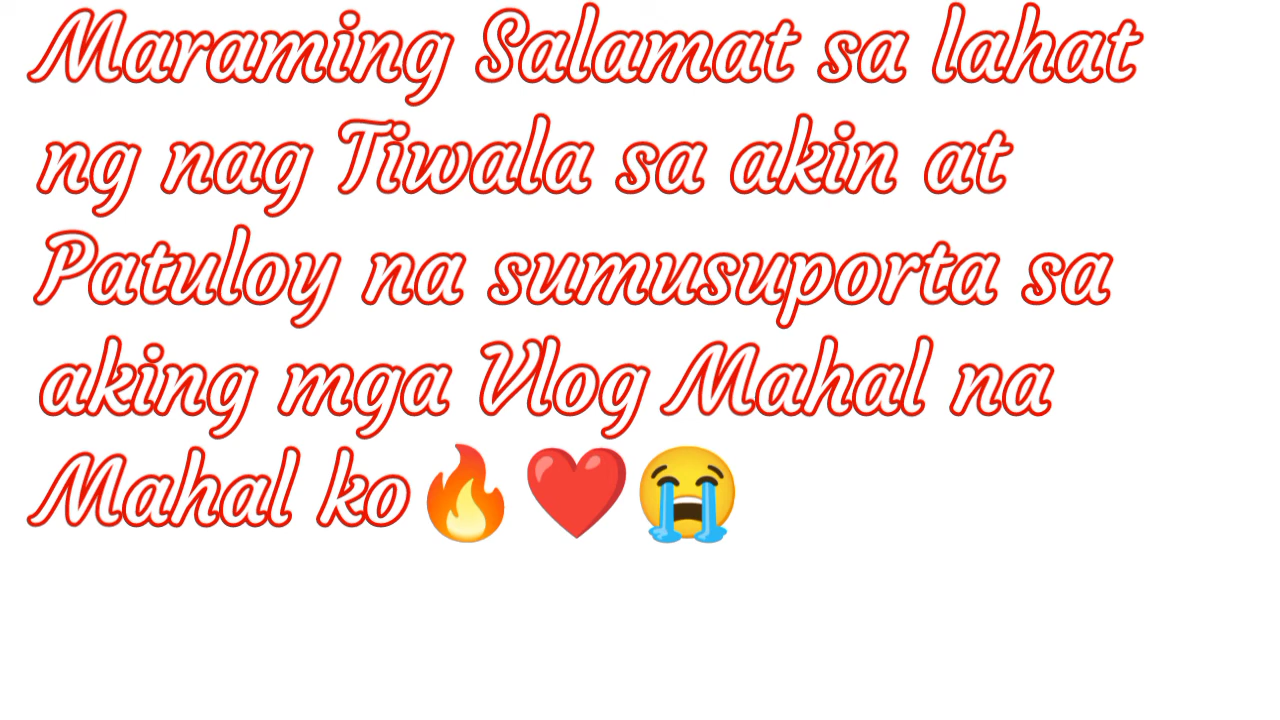 Maraming Salamat sa lahat
ng nag Tiwala sa akin at
Patuloy na sumusuporta sa
aking mga Vlog Mahal na
Mahal ko🔥❤️😭